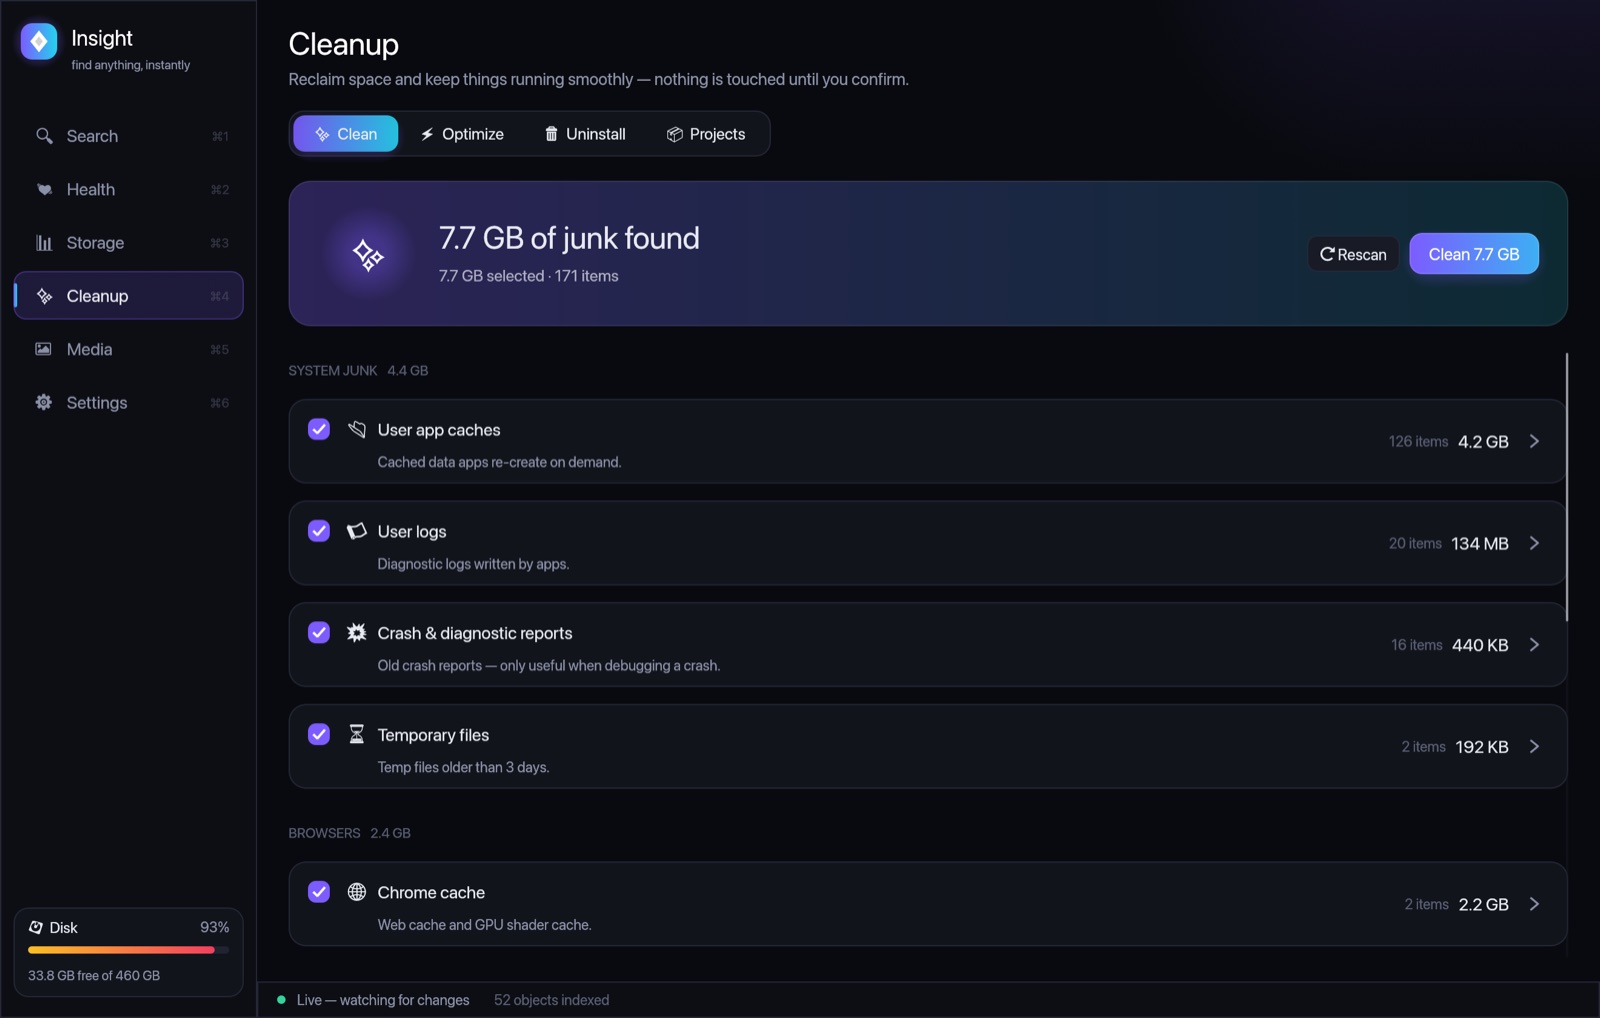 Insight
find anything, instantly
Search ⌘1
Health ⌘2
Storage ⌘3
Cleanup ⌘4
Media ⌘5
Settings ⌘6
Disk 93%
33.8 GB free of 460 GB
Cleanup
Reclaim space and keep things running smoothly — nothing is touched until you confirm.
Clean Optimize Uninstall Projects
7.7 GB of junk found
7.7 GB selected · 171 items
Rescan Clean 7.7 GB
SYSTEM JUNK 4.4 GB
User app caches
Cached data apps re-create on demand.
126 items 4.2 GB
User logs
Diagnostic logs written by apps.
20 items 134 MB
Crash & diagnostic reports
Old crash reports — only useful when debugging a crash.
16 items 440 KB
Temporary files
Temp files older than 3 days.
2 items 192 KB
BROWSERS 2.4 GB
Chrome cache
Web cache and GPU shader cache.
2 items 2.2 GB
Live — watching for changes 52 objects indexed